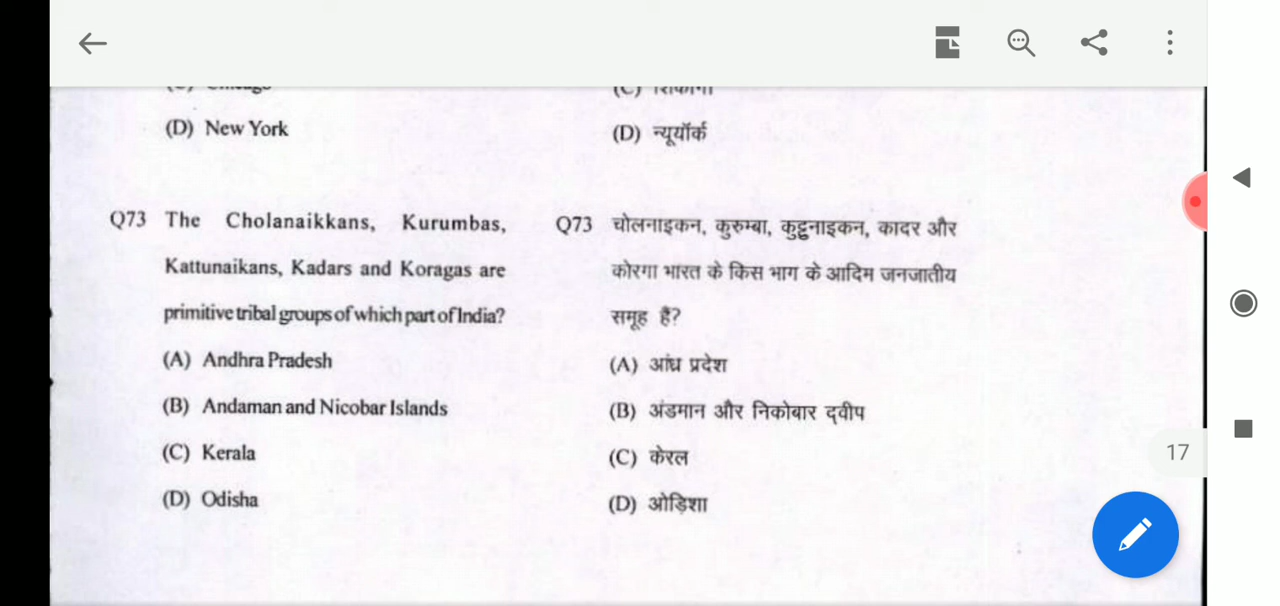 (D) New York
(D) न्यूयॉर्क
Q73 The Cholanaikkans, Kurumbas,
Kattunaikans, Kadars and Koragas are
primitive tribal groups of which part of India?
(A) Andhra Pradesh
(B) Andaman and Nicobar Islands
(C) Kerala
(D) Odisha
Q73 चोलनाइकन, कुरुम्बा, कुट्टुनाइकन, कादर और
कोरगा भारत के किस भाग के आदिम जनजातीय
समूह हैं?
(A) आंध्र प्रदेश
(B) अंडमान और निकोबार द्वीप
(C) केरल
(D) ओड़िशा
17